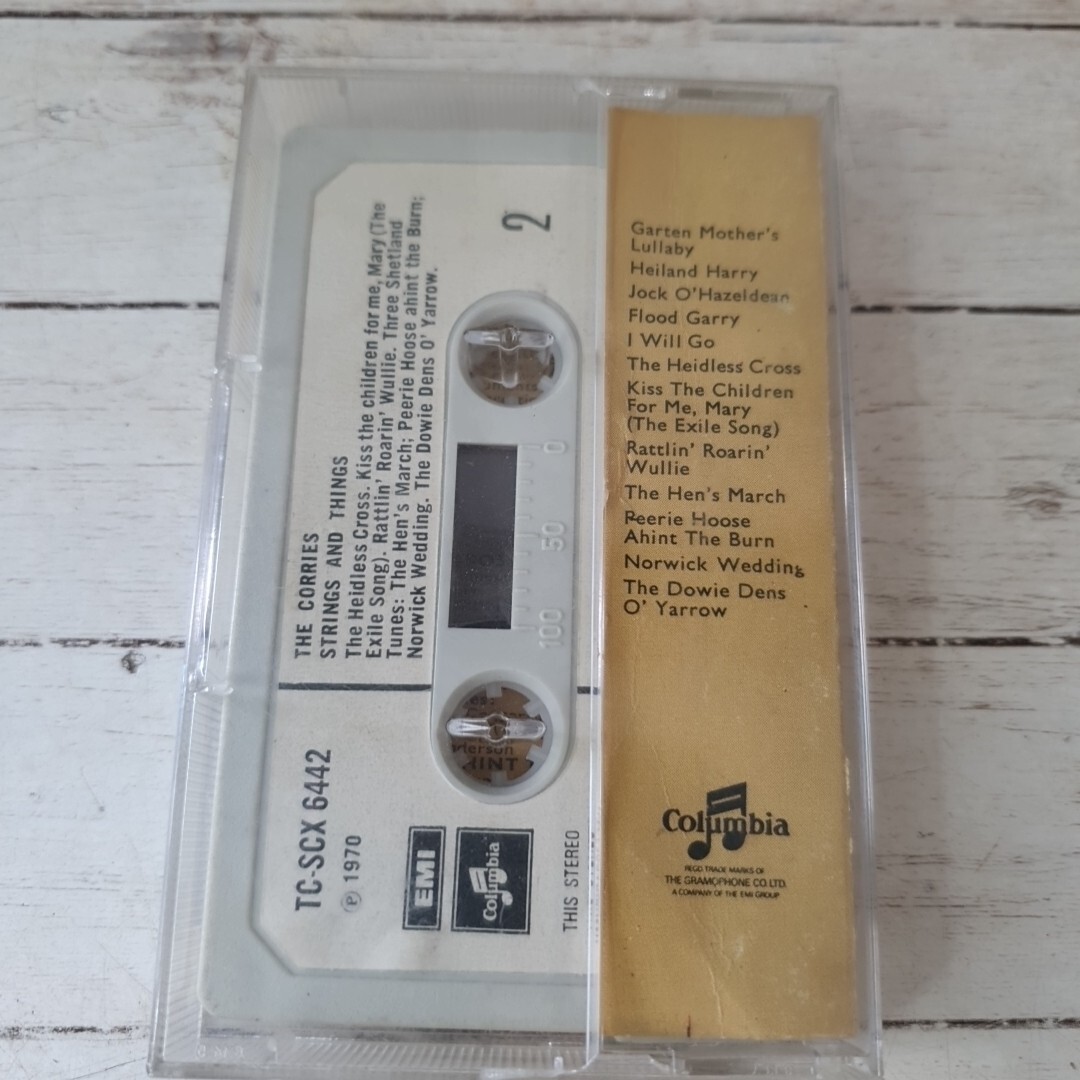 THE CORRIES
STRINGS AND THINGS
The Heidless Cross. Kiss the children for me, Mary (The
Exile Song). Rattlin' Roarin' Wullie. Three Shetland
Tunes: The Hen's March; Peerie Hoose ahint the Burn;
Norwick Wedding. The Dowie Dens O' Yarrow.
2
0
50
100
TC-SCX 6442
℗ 1970
EMI
Columbia
THIS STEREO
Garten Mother's
Lullaby
Heiland Harry
Jock O'Hazeldean
Flood Garry
I Will Go
The Heidless Cross
Kiss The Children
For Me, Mary
(The Exile Song)
Rattlin' Roarin'
Wullie
The Hen's March
Peerie Hoose
Ahint The Burn
Norwick Wedding
The Dowie Dens
O' Yarrow
Columbia
REGD. TRADE MARKS OF
THE GRAMOPHONE CO. LTD.
A COMPANY OF THE EMI GROUP